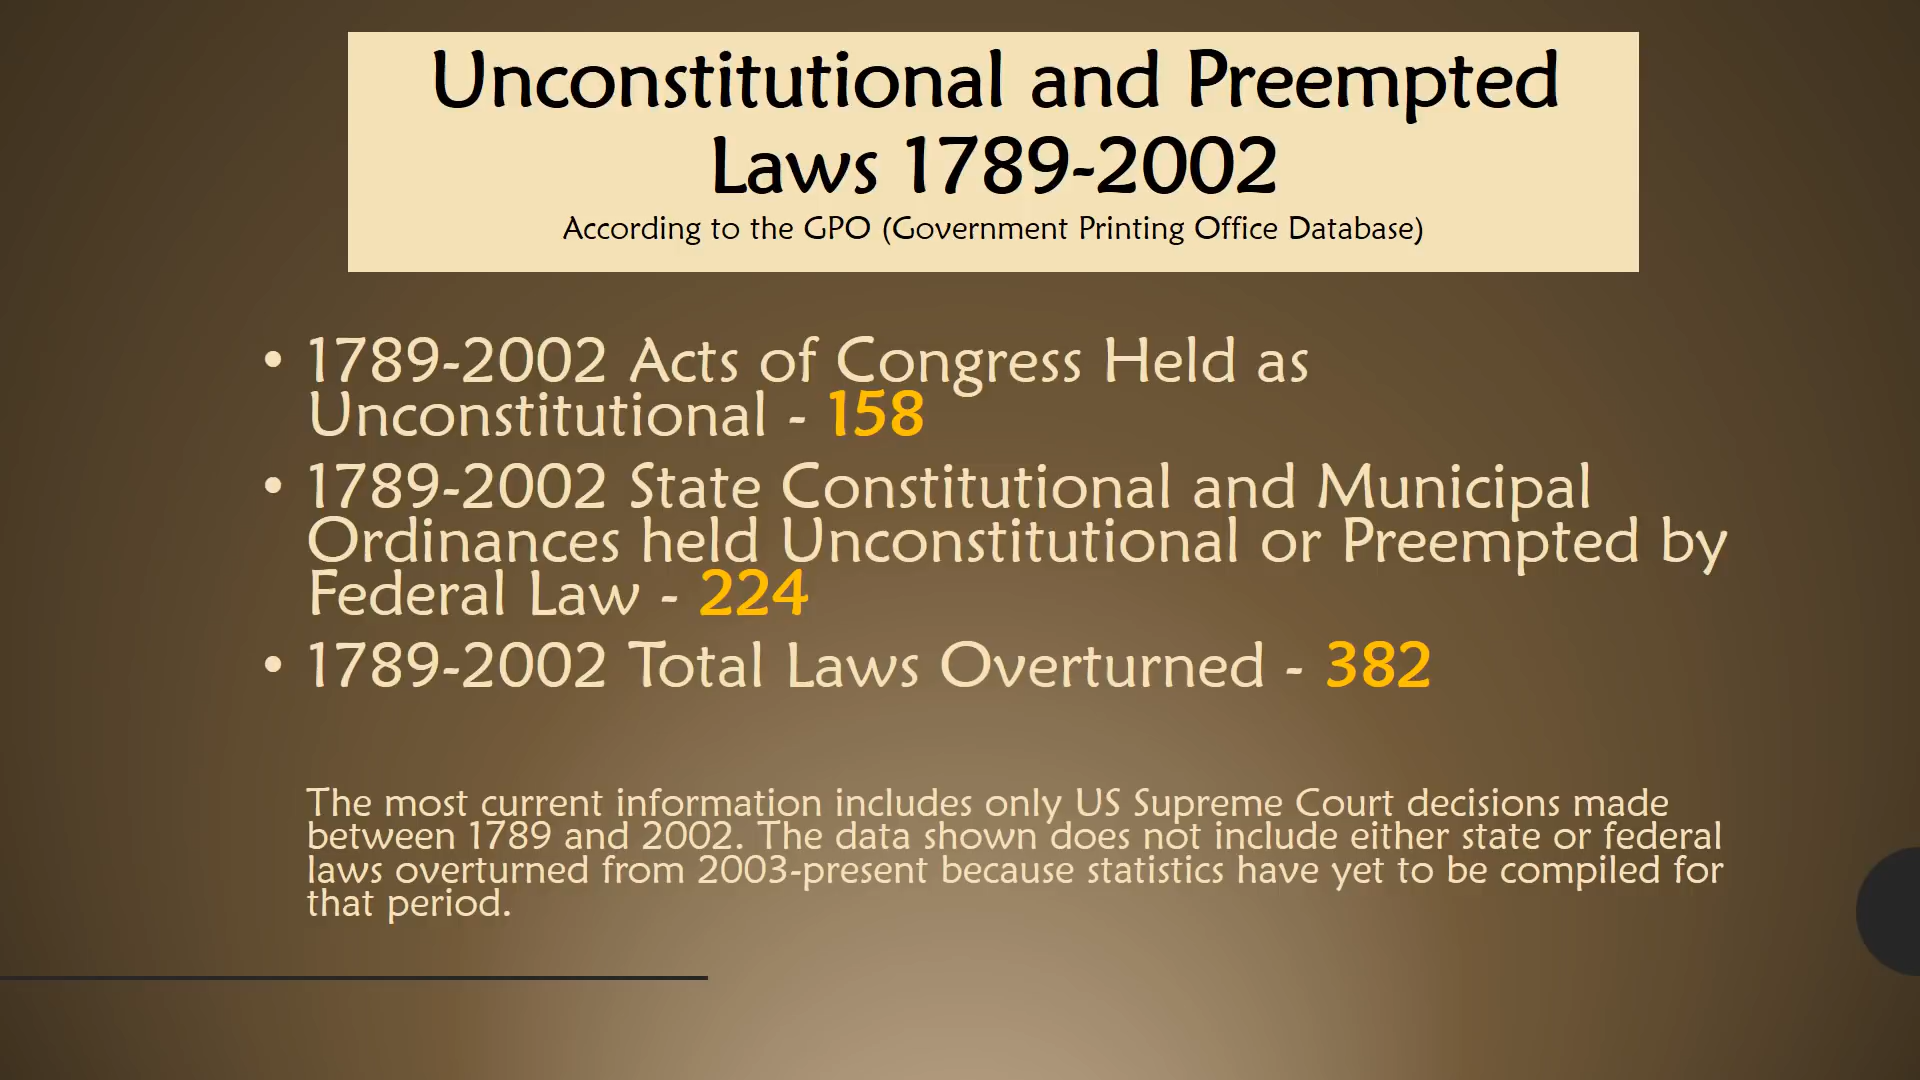 Unconstitutional and Preempted
Laws 1789-2002
According to the GPO (Government Printing Office Database)
• 1789-2002 Acts of Congress Held as
Unconstitutional - 158
• 1789-2002 State Constitutional and Municipal
Ordinances held Unconstitutional or Preempted by
Federal Law - 224
• 1789-2002 Total Laws Overturned - 382
The most current information includes only US Supreme Court decisions made
between 1789 and 2002. The data shown does not include either state or federal
laws overturned from 2003-present because statistics have yet to be compiled for
that period.